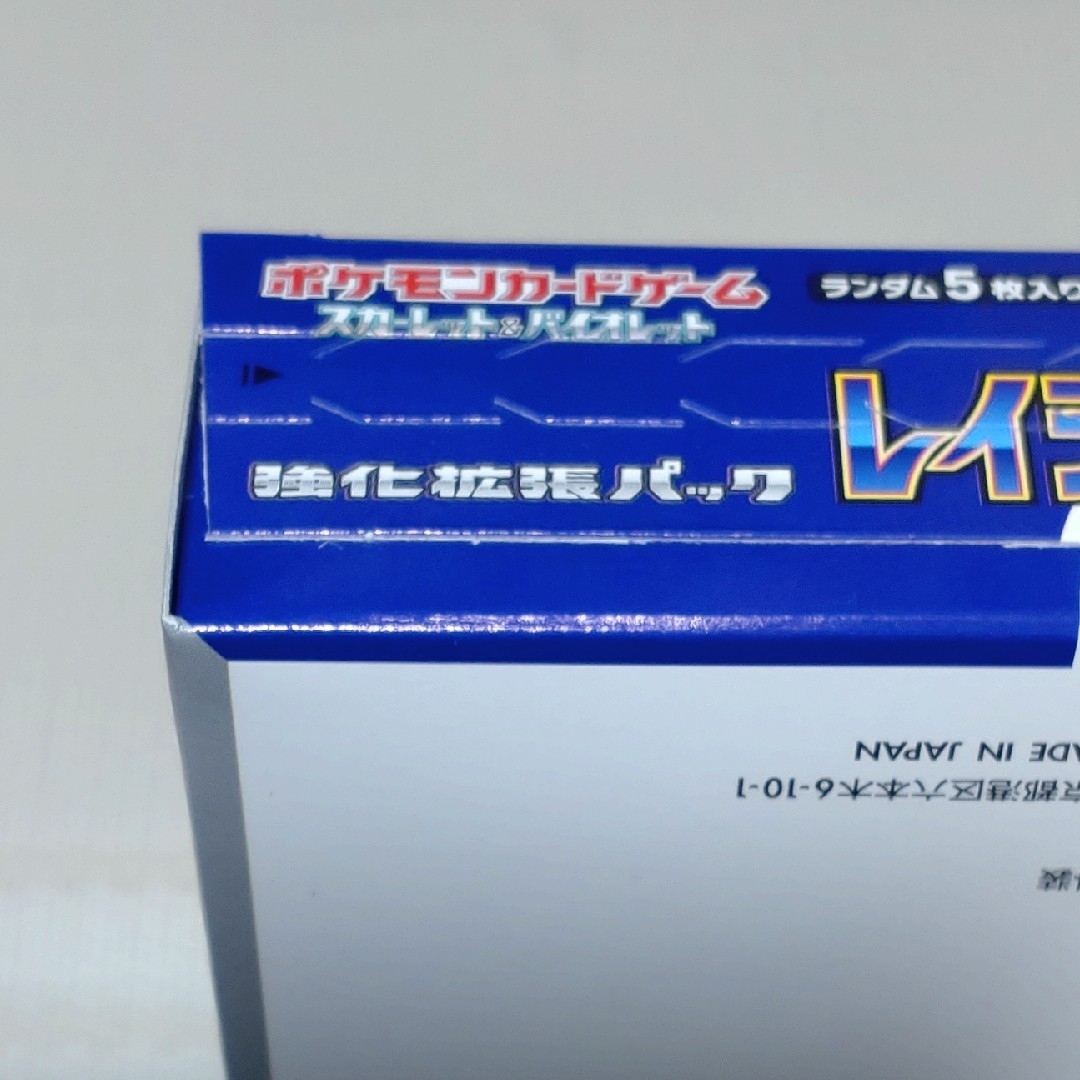 ポケモンカードゲーム
スカーレット&バイオレット
ランダム5枚入り
強化拡張パック
レイ
ADE IN JAPAN
京都港区六本木6-10-1
装